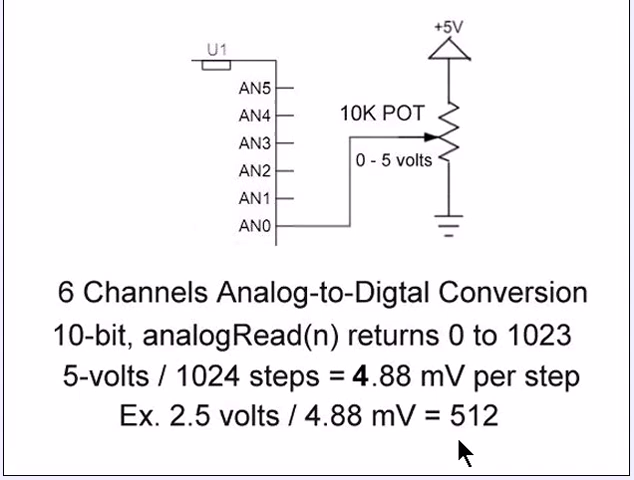 +5V
U1
AN5
10K POT
AN4
AN3
0 - 5 volts
AN2
AN1
AN0
6 Channels Analog-to-Digtal Conversion
10-bit, analogRead(n) returns 0 to 1023
5-volts / 1024 steps = 4.88 mV per step
Ex. 2.5 volts / 4.88 mV = 512